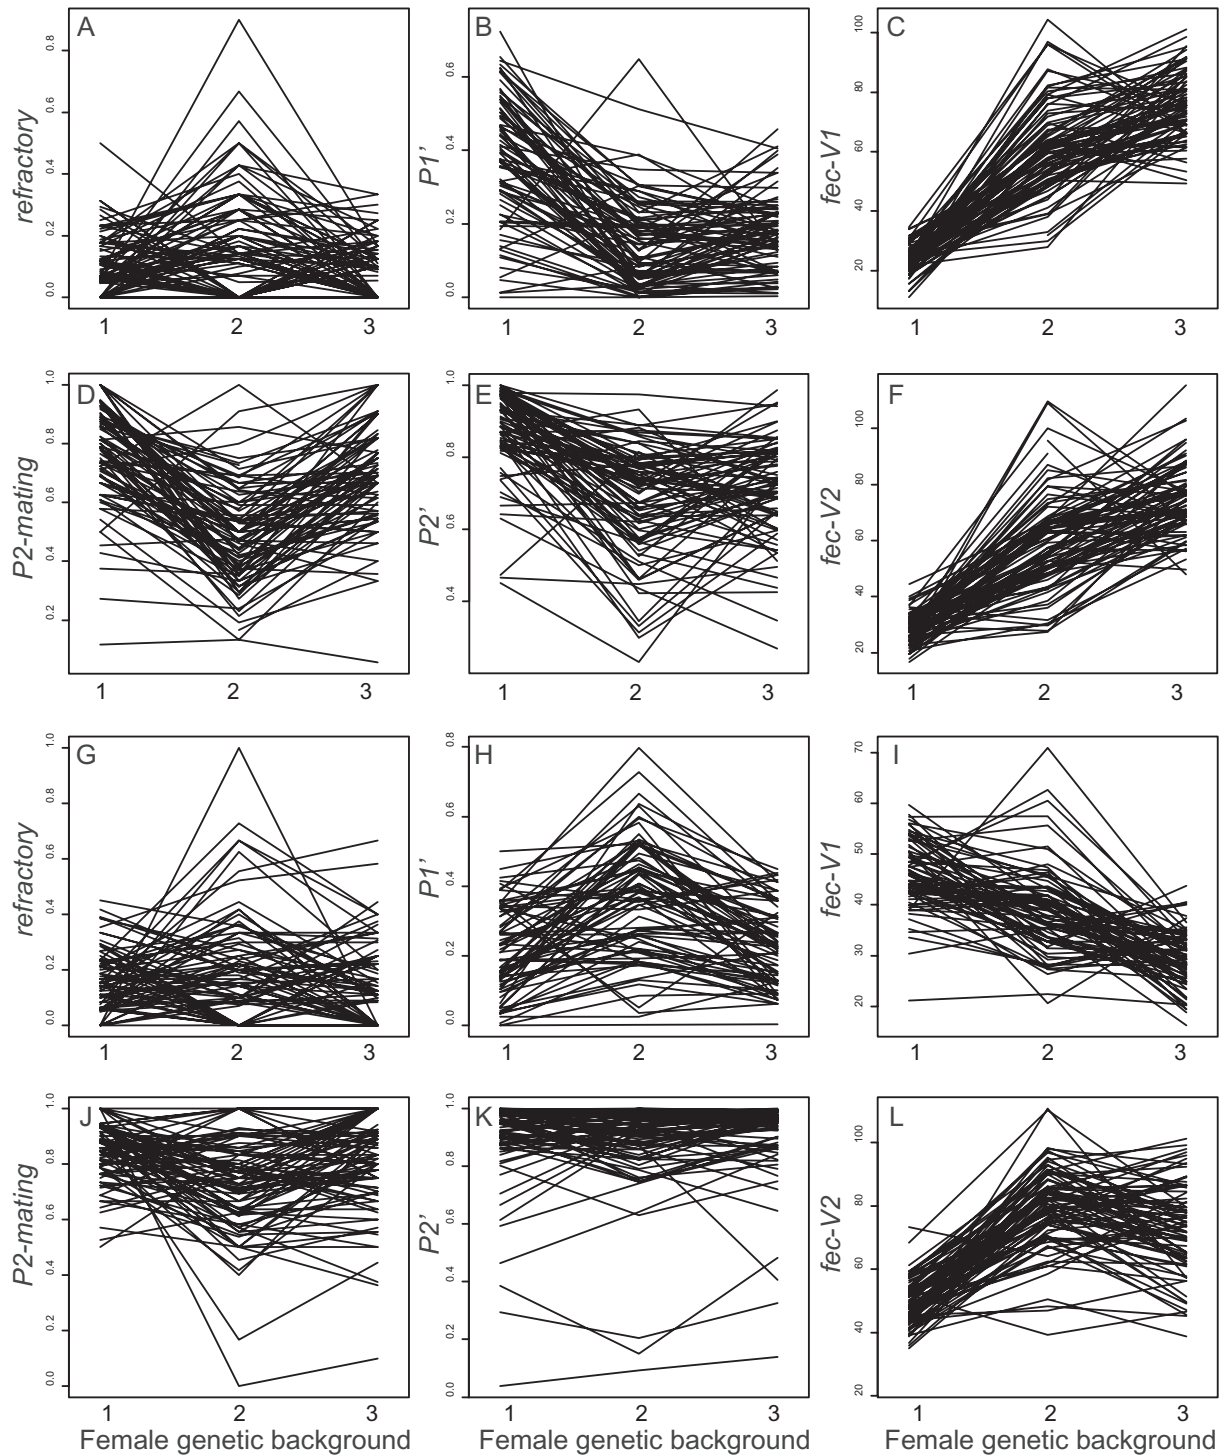 A
refractory
0.0 0.2 0.4 0.6 0.8
1 2 3
B
P1’
0.0 0.2 0.4 0.6
1 2 3
C
fec-V1
20 40 60 80 100
1 2 3
D
P2-mating
0.2 0.4 0.6 0.8 1.0
1 2 3
E
P2’
0.4 0.6 0.8 1.0
1 2 3
F
fec-V2
20 40 60 80 100
1 2 3
G
refractory
0.0 0.2 0.4 0.6 0.8 1.0
1 2 3
H
P1’
0.0 0.2 0.4 0.6 0.8
1 2 3
I
fec-V1
20 30 40 50 60 70
1 2 3
J
P2-mating
0.0 0.2 0.4 0.6 0.8 1.0
1 2 3
Female genetic background
K
P2’
0.0 0.2 0.4 0.6 0.8 1.0
1 2 3
Female genetic background
L
fec-V2
20 40 60 80 100
1 2 3
Female genetic background